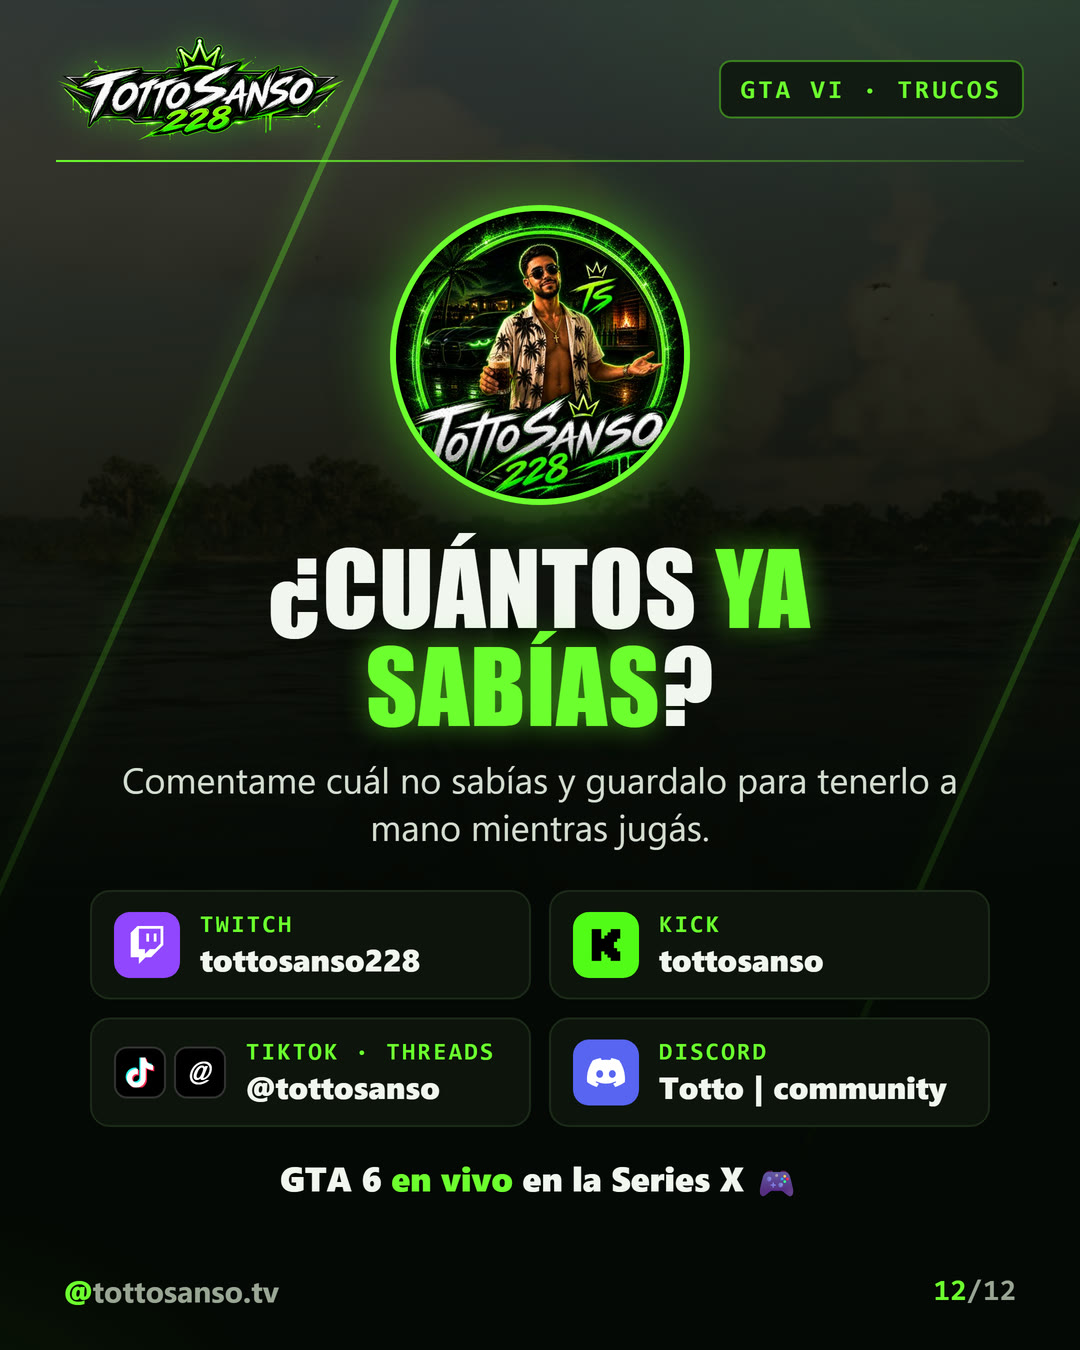 TOTTOSANSO
228
GTA VI · TRUCOS
TS
TOTTOSANSO
228
¿CUÁNTOS YA
SABÍAS?
Comentame cuál no sabías y guardalo para tenerlo a
mano mientras jugás.
TWITCH
tottosanso228
KICK
tottosanso
TIKTOK · THREADS
@tottosanso
DISCORD
Totto | community
GTA 6 en vivo en la Series X 🎮
@tottosanso.tv
12/12